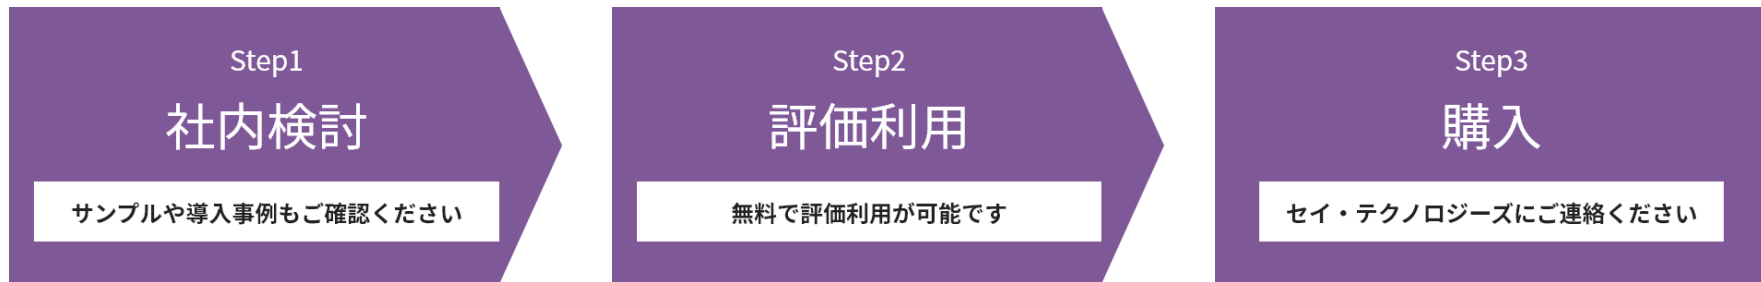 Step1
社内検討
サンプルや導入事例もご確認ください
Step2
評価利用
無料で評価利用が可能です
Step3
購入
セイ・テクノロジーズにご連絡ください